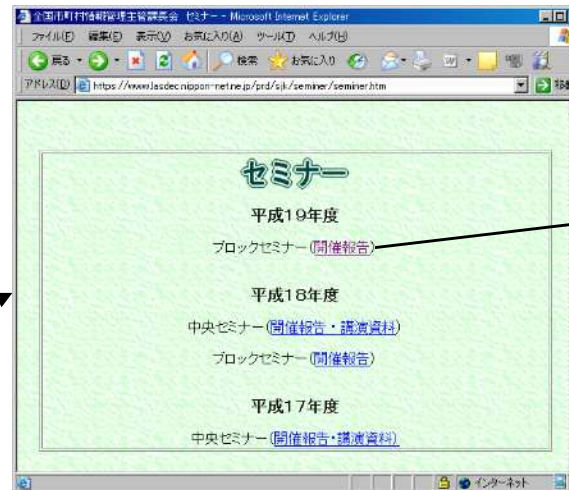 全国市町村情報管理主管課長会 セミナー - Microsoft Internet Explorer
ファイル(F) 編集(E) 表示(V) お気に入り(A) ツール(T) ヘルプ(H)
戻る 検索 お気に入り
アドレス(D) https://www.lasdec.nippon-net.ne.jp/prd/sjk/seminer/seminer.htm 移動
セミナー
平成19年度
ブロックセミナー(開催報告)
平成18年度
中央セミナー(開催報告・講演資料)
ブロックセミナー(開催報告)
平成17年度
中央セミナー(開催報告・講演資料)
インターネット